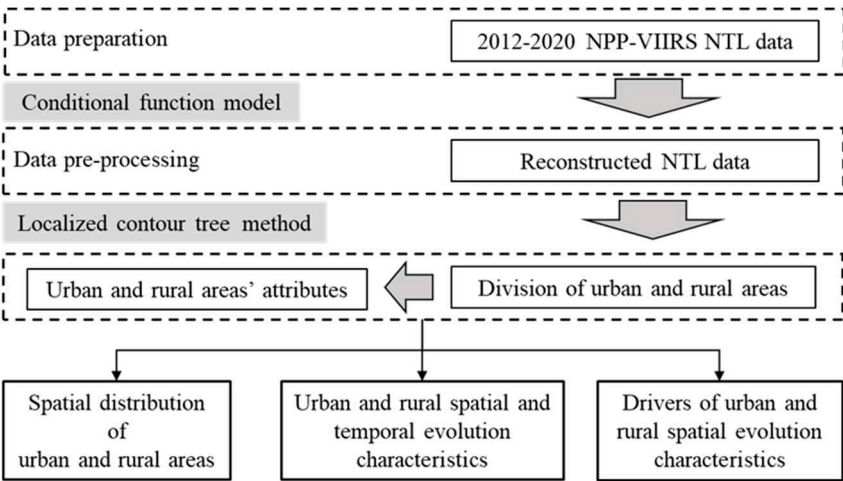 Data preparation
2012-2020 NPP-VIIRS NTL data
Conditional function model
Data pre-processing
Reconstructed NTL data
Localized contour tree method
Urban and rural areas' attributes
Division of urban and rural areas
Spatial distribution
of
urban and rural areas
Urban and rural spatial and
temporal evolution
characteristics
Drivers of urban and
rural spatial evolution
characteristics